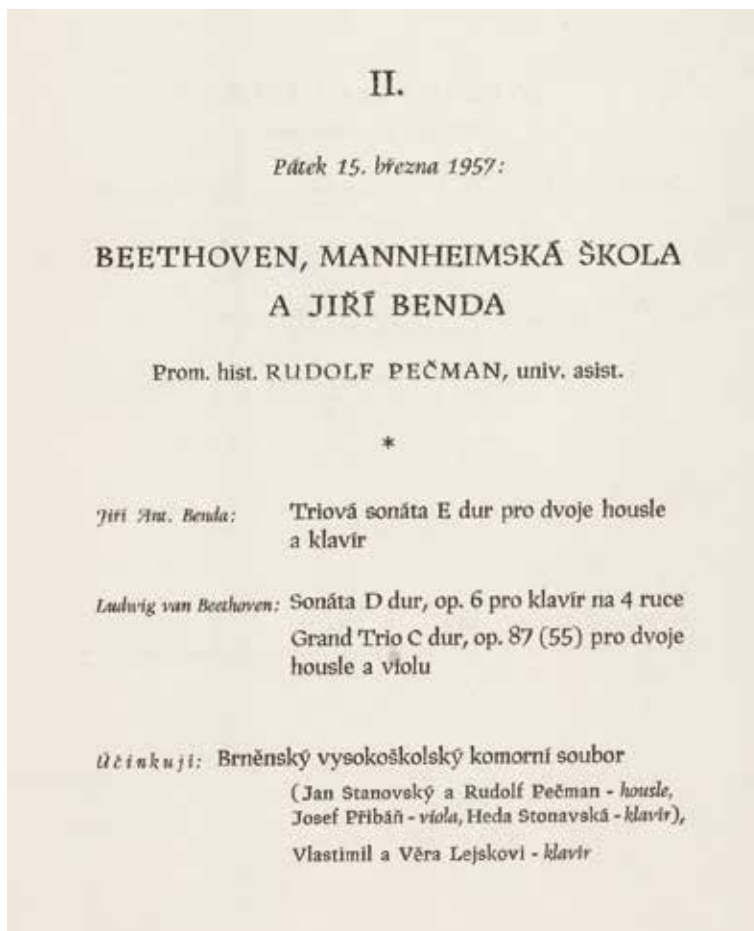 II.
Pátek 15. března 1957:
BEETHOVEN, MANNHEIMSKÁ ŠKOLA
A JIŘÍ BENDA
Prom. hist. RUDOLF PEČMAN, univ. asist.
*
Jiří Ant. Benda: Triová sonáta E dur pro dvoje housle
a klavír
Ludwig van Beethoven: Sonáta D dur, op. 6 pro klavír na 4 ruce
Grand Trio C dur, op. 87 (55) pro dvoje
housle a violu
Účinkují: Brněnský vysokoškolský komorní soubor
(Jan Stanovský a Rudolf Pečman - housle,
Josef Přibáň - viola, Heda Stonavská - klavír),
Vlastimil a Věra Lejskovi - klavír